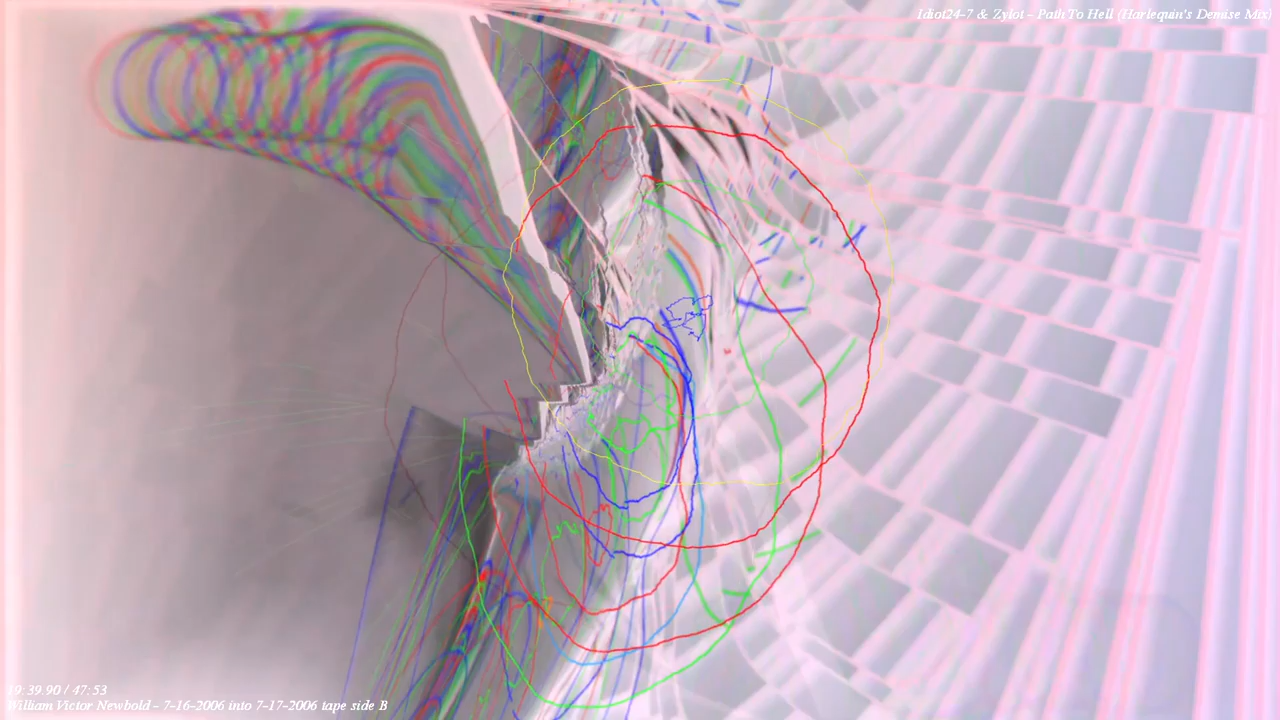 Idiot24-7 & Zylot - Path To Hell (Harlequin's Demise Mix)
19:39.90 / 47:53
William Victor Newbold - 7-16-2006 into 7-17-2006 tape side B